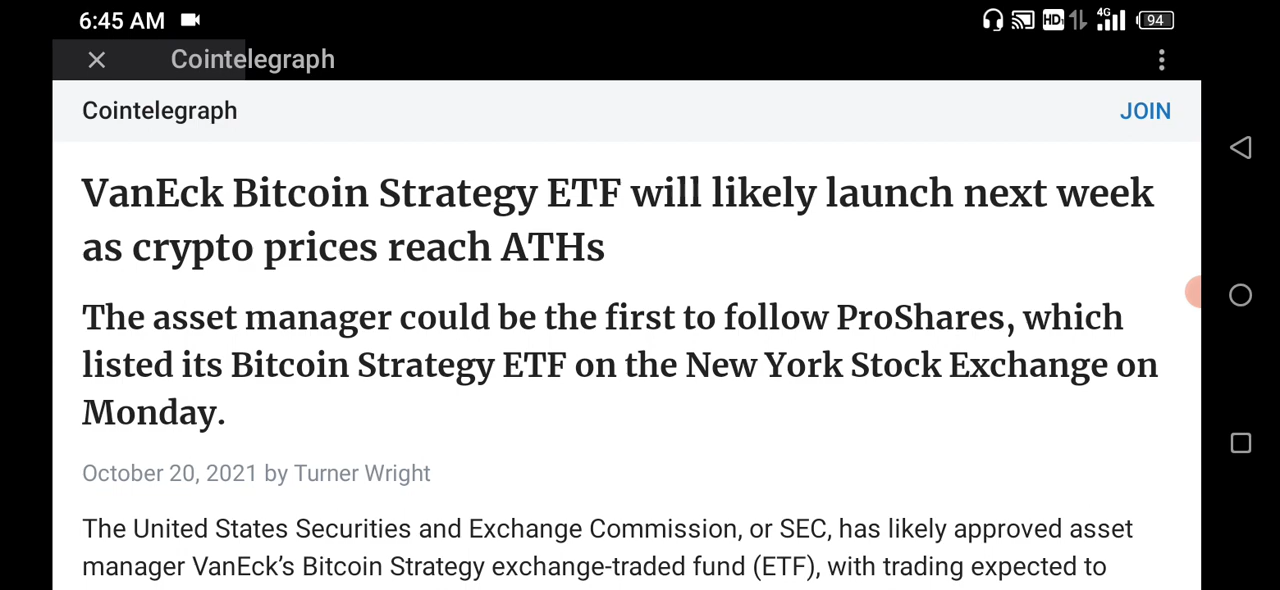 6:45 AM
HD
4G
94
Cointelegraph
Cointelegraph
JOIN
VanEck Bitcoin Strategy ETF will likely launch next week
as crypto prices reach ATHs
The asset manager could be the first to follow ProShares, which
listed its Bitcoin Strategy ETF on the New York Stock Exchange on
Monday.
October 20, 2021 by Turner Wright
The United States Securities and Exchange Commission, or SEC, has likely approved asset
manager VanEck’s Bitcoin Strategy exchange-traded fund (ETF), with trading expected to